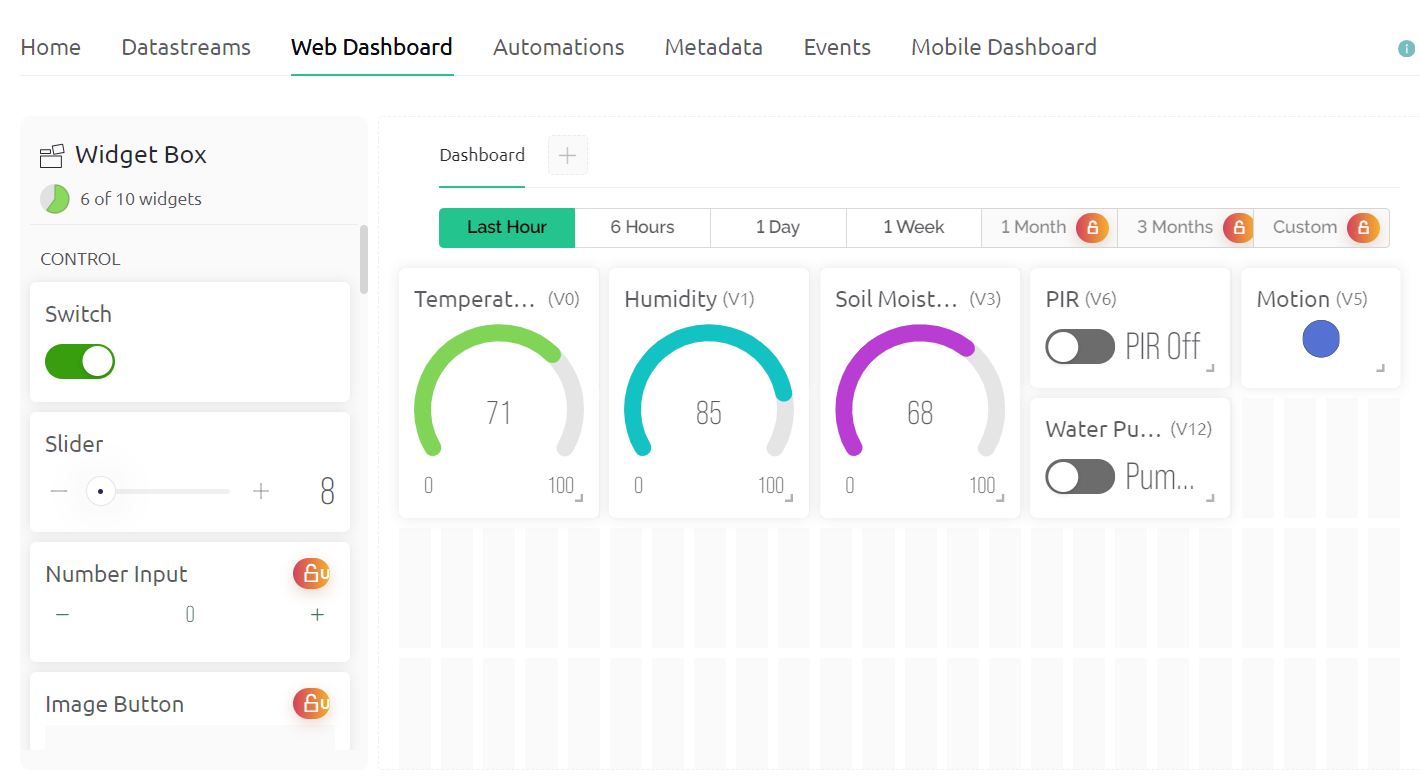 Home Datastreams Web Dashboard Automations Metadata Events Mobile Dashboard
Widget Box
6 of 10 widgets
CONTROL
Switch
Slider
8
Number Input
U
0
Image Button
U
Dashboard
Last Hour 6 Hours 1 Day 1 Week 1 Month 3 Months Custom
Temperat... (V0)
71
0 100
Humidity (V1)
85
0 100
Soil Moist... (V3)
68
0 100
PIR (V6)
PIR Off
Motion (V5)
Water Pu... (V12)
Pum...